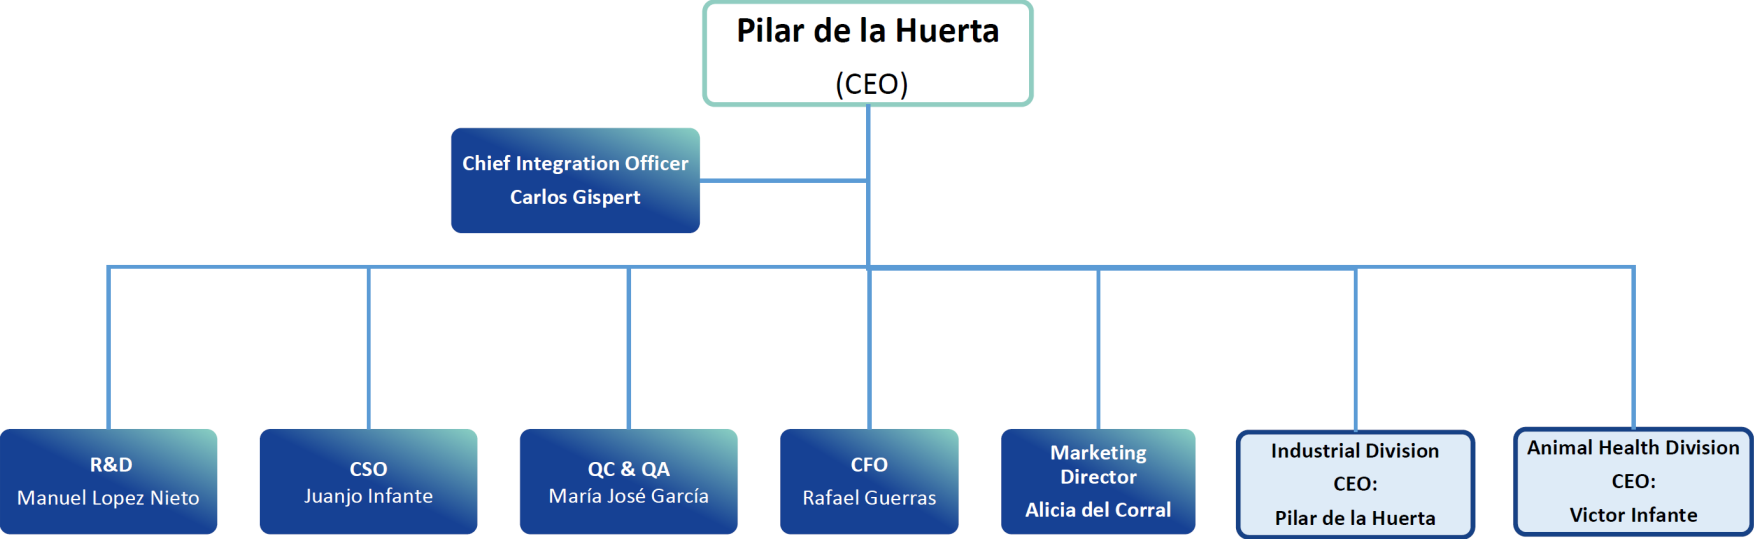 Pilar de la Huerta
(CEO)
Chief Integration Officer
Carlos Gispert
R&D
Manuel Lopez Nieto
CSO
Juanjo Infante
QC & QA
María José García
CFO
Rafael Guerras
Marketing
Director
Alicia del Corral
Industrial Division
CEO:
Pilar de la Huerta
Animal Health Division
CEO:
Victor Infante